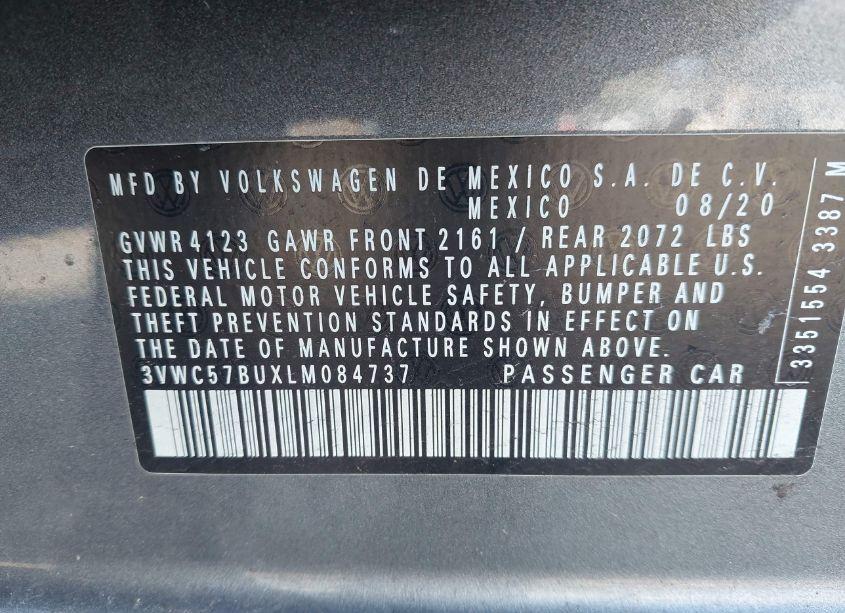 MFD BY VOLKSWAGEN DE MEXICO S.A. DE C.V.
MEXICO 08/20
GVWR 4123 GAWR FRONT 2161 / REAR 2072 LBS
THIS VEHICLE CONFORMS TO ALL APPLICABLE U.S.
FEDERAL MOTOR VEHICLE SAFETY, BUMPER AND
THEFT PREVENTION STANDARDS IN EFFECT ON
THE DATE OF MANUFACTURE SHOWN ABOVE.
3VWC57BUXLM084737 PASSENGER CAR
3351554 3387 M